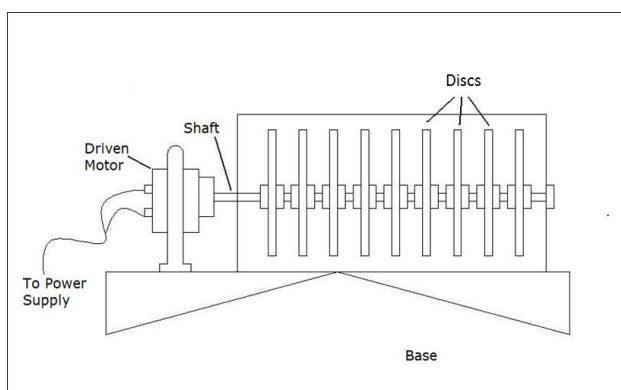 Discs
Shaft
Driven
Motor
To Power
Supply
Base